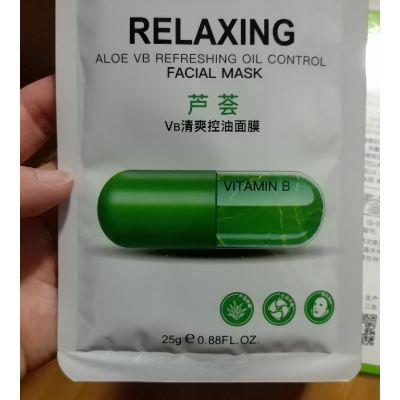 RELAXING
ALOE VB REFRESHING OIL CONTROL
FACIAL MASK
芦荟
VB清爽控油面膜
VITAMIN B
25g e 0.88FL.OZ.